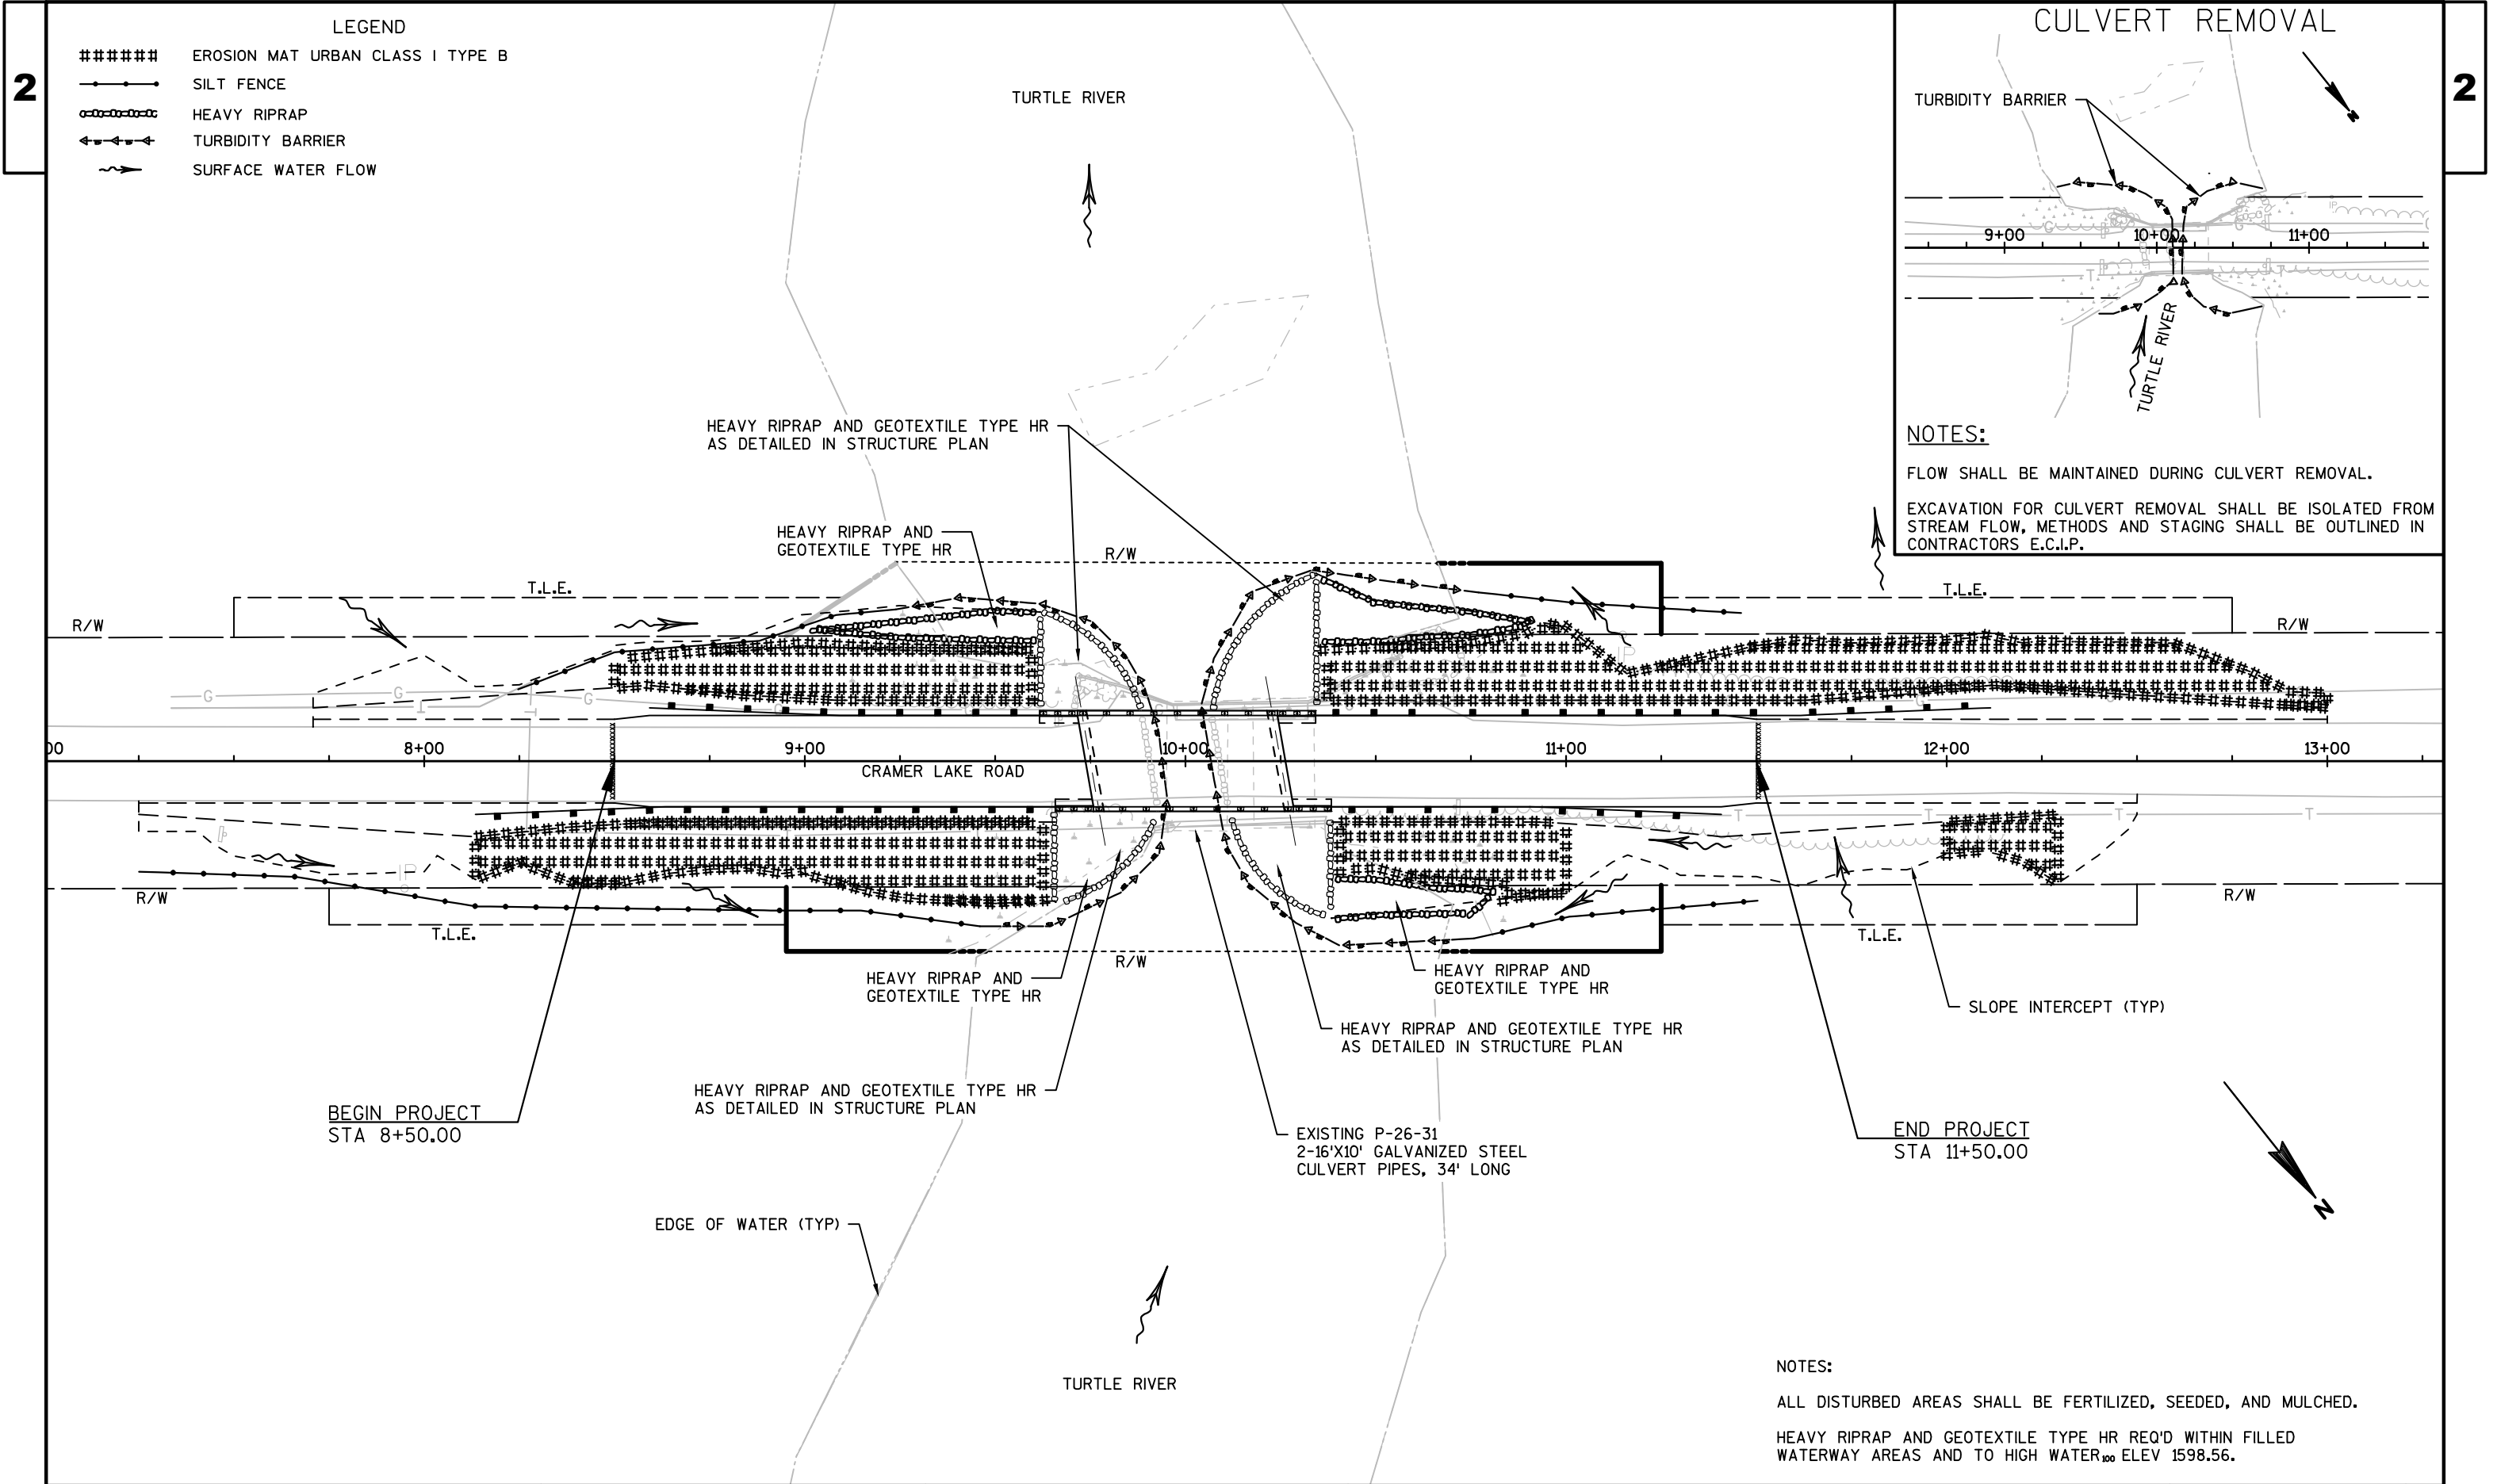 2
LEGEND
EROSION MAT URBAN CLASS I TYPE B
SILT FENCE
HEAVY RIPRAP
TURBIDITY BARRIER
SURFACE WATER FLOW
TURTLE RIVER
CULVERT REMOVAL
2
TURBIDITY BARRIER
N
G
G
9+00
10+00
11+00
T
T
TURTLE RIVER
NOTES:
FLOW SHALL BE MAINTAINED DURING CULVERT REMOVAL.
EXCAVATION FOR CULVERT REMOVAL SHALL BE ISOLATED FROM
STREAM FLOW, METHODS AND STAGING SHALL BE OUTLINED IN
CONTRACTORS E.C.I.P.
HEAVY RIPRAP AND GEOTEXTILE TYPE HR
AS DETAILED IN STRUCTURE PLAN
HEAVY RIPRAP AND
GEOTEXTILE TYPE HR
R/W
T.L.E.
T.L.E.
R/W
R/W
G
G
G
00
8+00
9+00
10+00
11+00
12+00
13+00
CRAMER LAKE ROAD
T
T
T
T
R/W
T.L.E.
R/W
T.L.E.
R/W
HEAVY RIPRAP AND
GEOTEXTILE TYPE HR
HEAVY RIPRAP AND
GEOTEXTILE TYPE HR
SLOPE INTERCEPT (TYP)
HEAVY RIPRAP AND GEOTEXTILE TYPE HR
AS DETAILED IN STRUCTURE PLAN
HEAVY RIPRAP AND GEOTEXTILE TYPE HR
AS DETAILED IN STRUCTURE PLAN
BEGIN PROJECT
STA 8+50.00
EXISTING P-26-31
2-16'X10' GALVANIZED STEEL
CULVERT PIPES, 34' LONG
END PROJECT
STA 11+50.00
N
EDGE OF WATER (TYP)
TURTLE RIVER
NOTES:
ALL DISTURBED AREAS SHALL BE FERTILIZED, SEEDED, AND MULCHED.
HEAVY RIPRAP AND GEOTEXTILE TYPE HR REQ'D WITHIN FILLED
WATERWAY AREAS AND TO HIGH WATER100 ELEV 1598.56.